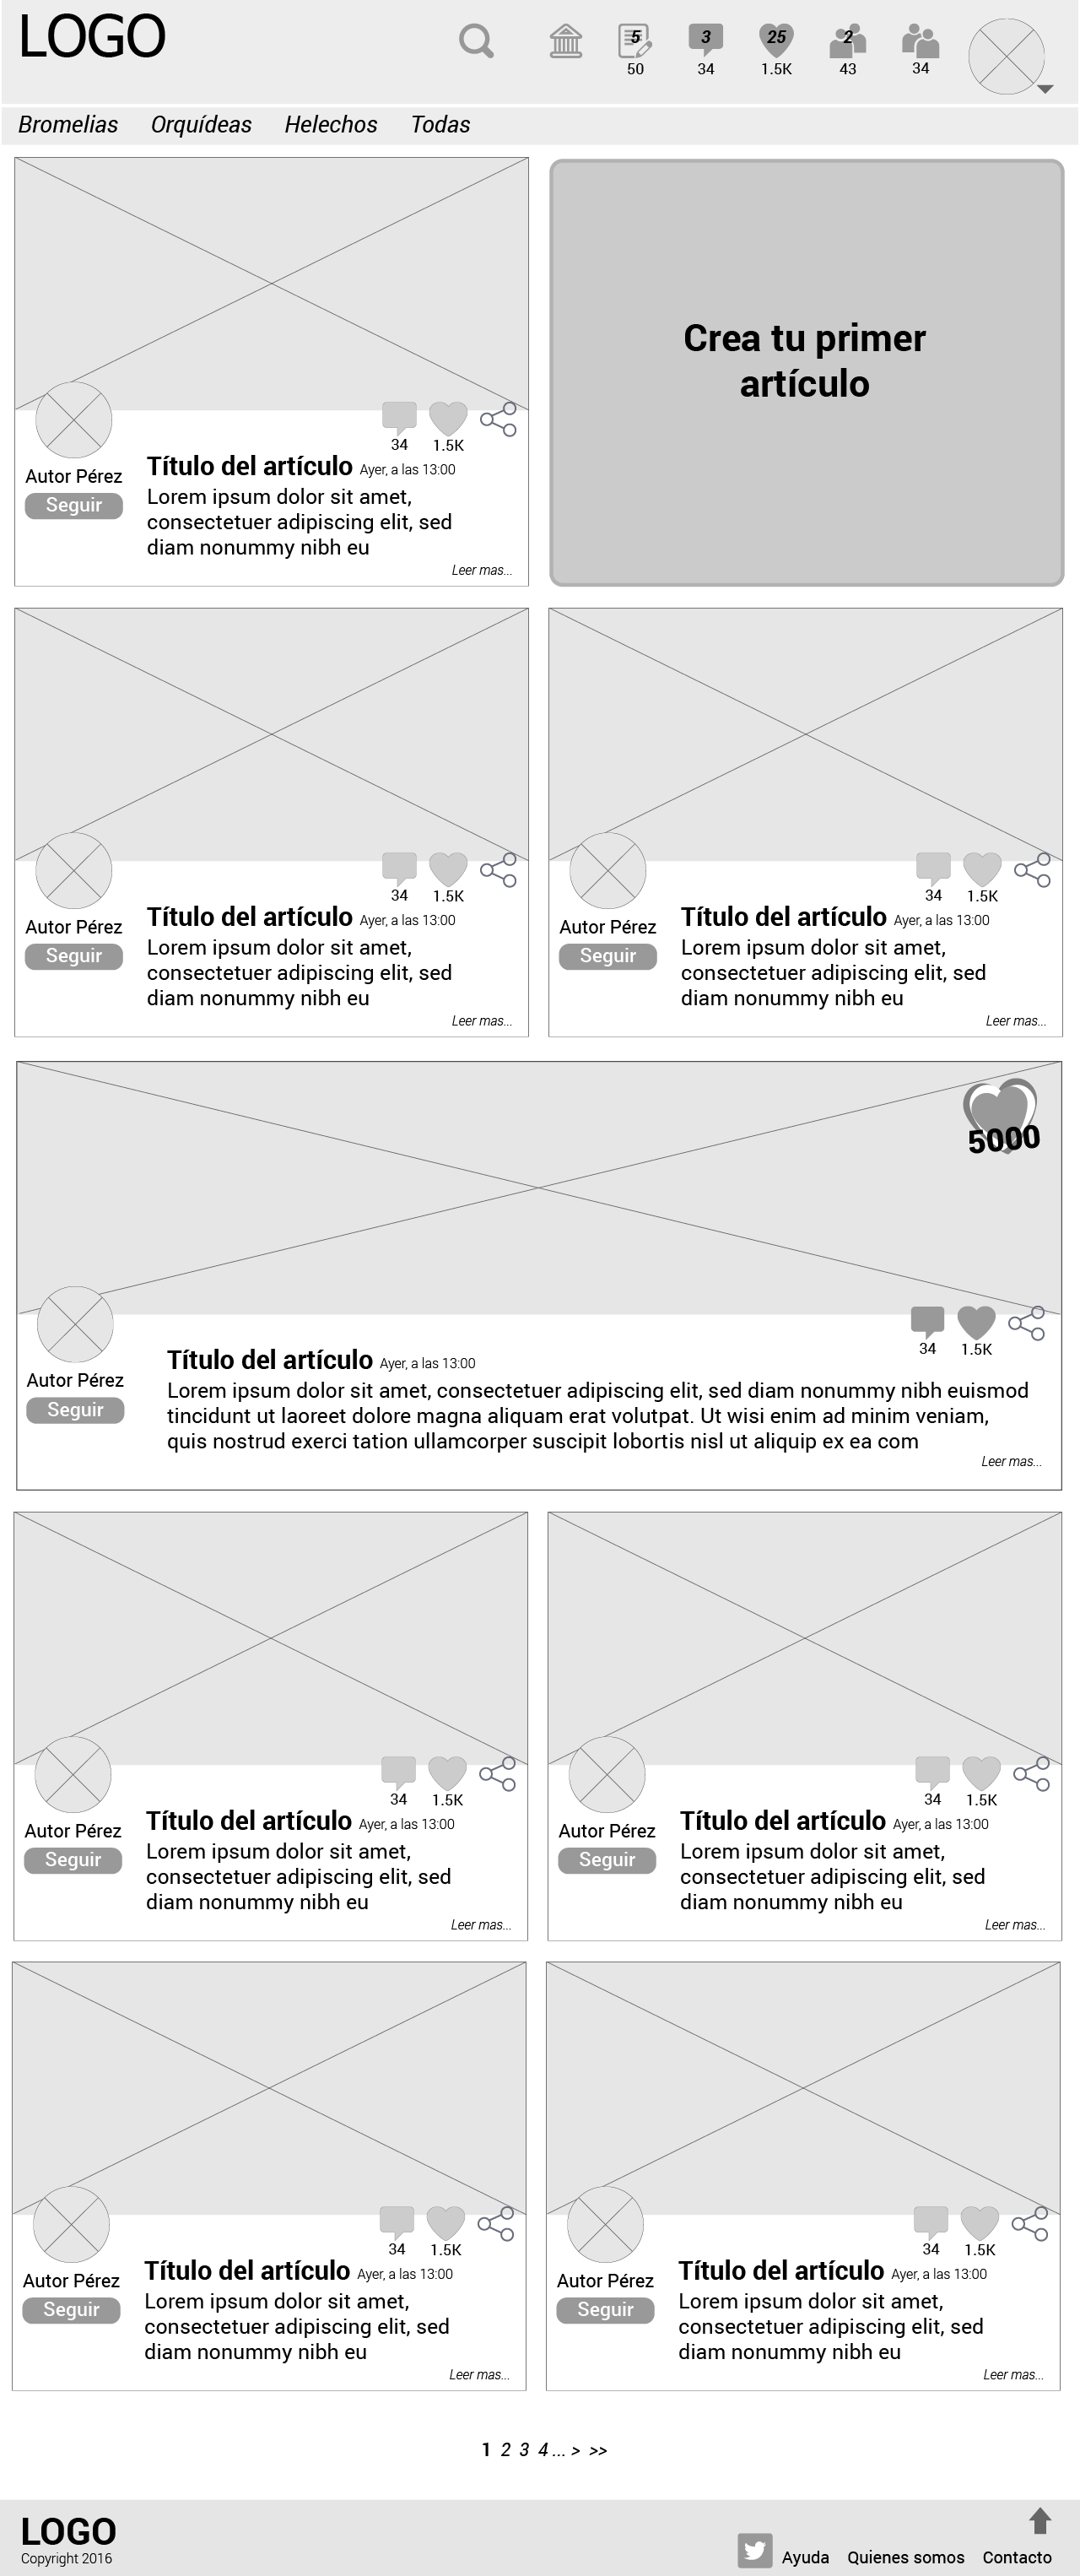 LOGO
5 3 25 2
50 34 1.5K 43 34
Bromelias Orquídeas Helechos Todas
Crea tu primer
artículo
34 1.5K
Autor Pérez
Seguir
Título del artículo Ayer, a las 13:00
Lorem ipsum dolor sit amet,
consectetuer adipiscing elit, sed
diam nonummy nibh eu
Leer mas...
34 1.5K
Autor Pérez
Seguir
Título del artículo Ayer, a las 13:00
Lorem ipsum dolor sit amet,
consectetuer adipiscing elit, sed
diam nonummy nibh eu
Leer mas...
34 1.5K
Autor Pérez
Seguir
Título del artículo Ayer, a las 13:00
Lorem ipsum dolor sit amet,
consectetuer adipiscing elit, sed
diam nonummy nibh eu
Leer mas...
5000
34 1.5K
Autor Pérez
Seguir
Título del artículo Ayer, a las 13:00
Lorem ipsum dolor sit amet, consectetuer adipiscing elit, sed diam nonummy nibh euismod
tincidunt ut laoreet dolore magna aliquam erat volutpat. Ut wisi enim ad minim veniam,
quis nostrud exerci tation ullamcorper suscipit lobortis nisl ut aliquip ex ea com
Leer mas...
34 1.5K
Autor Pérez
Seguir
Título del artículo Ayer, a las 13:00
Lorem ipsum dolor sit amet,
consectetuer adipiscing elit, sed
diam nonummy nibh eu
Leer mas...
34 1.5K
Autor Pérez
Seguir
Título del artículo Ayer, a las 13:00
Lorem ipsum dolor sit amet,
consectetuer adipiscing elit, sed
diam nonummy nibh eu
Leer mas...
34 1.5K
Autor Pérez
Seguir
Título del artículo Ayer, a las 13:00
Lorem ipsum dolor sit amet,
consectetuer adipiscing elit, sed
diam nonummy nibh eu
Leer mas...
34 1.5K
Autor Pérez
Seguir
Título del artículo Ayer, a las 13:00
Lorem ipsum dolor sit amet,
consectetuer adipiscing elit, sed
diam nonummy nibh eu
Leer mas...
1 2 3 4 ... > >>
LOGO
Copyright 2016
Ayuda Quienes somos Contacto